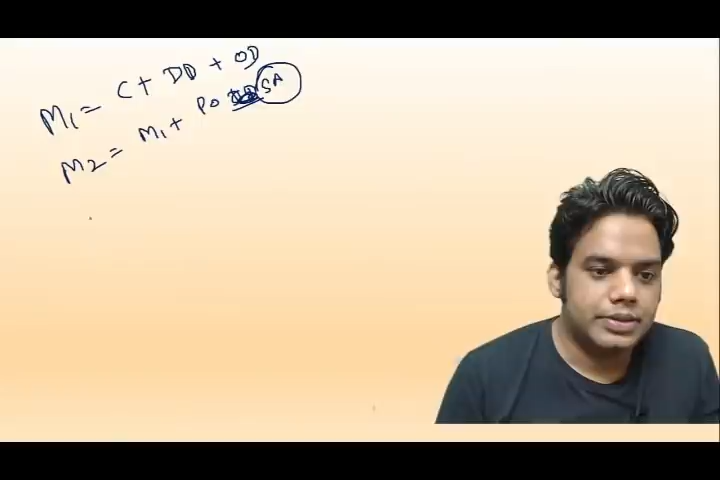 M1 = C + DD + OD
M2 = M1 + PO SA